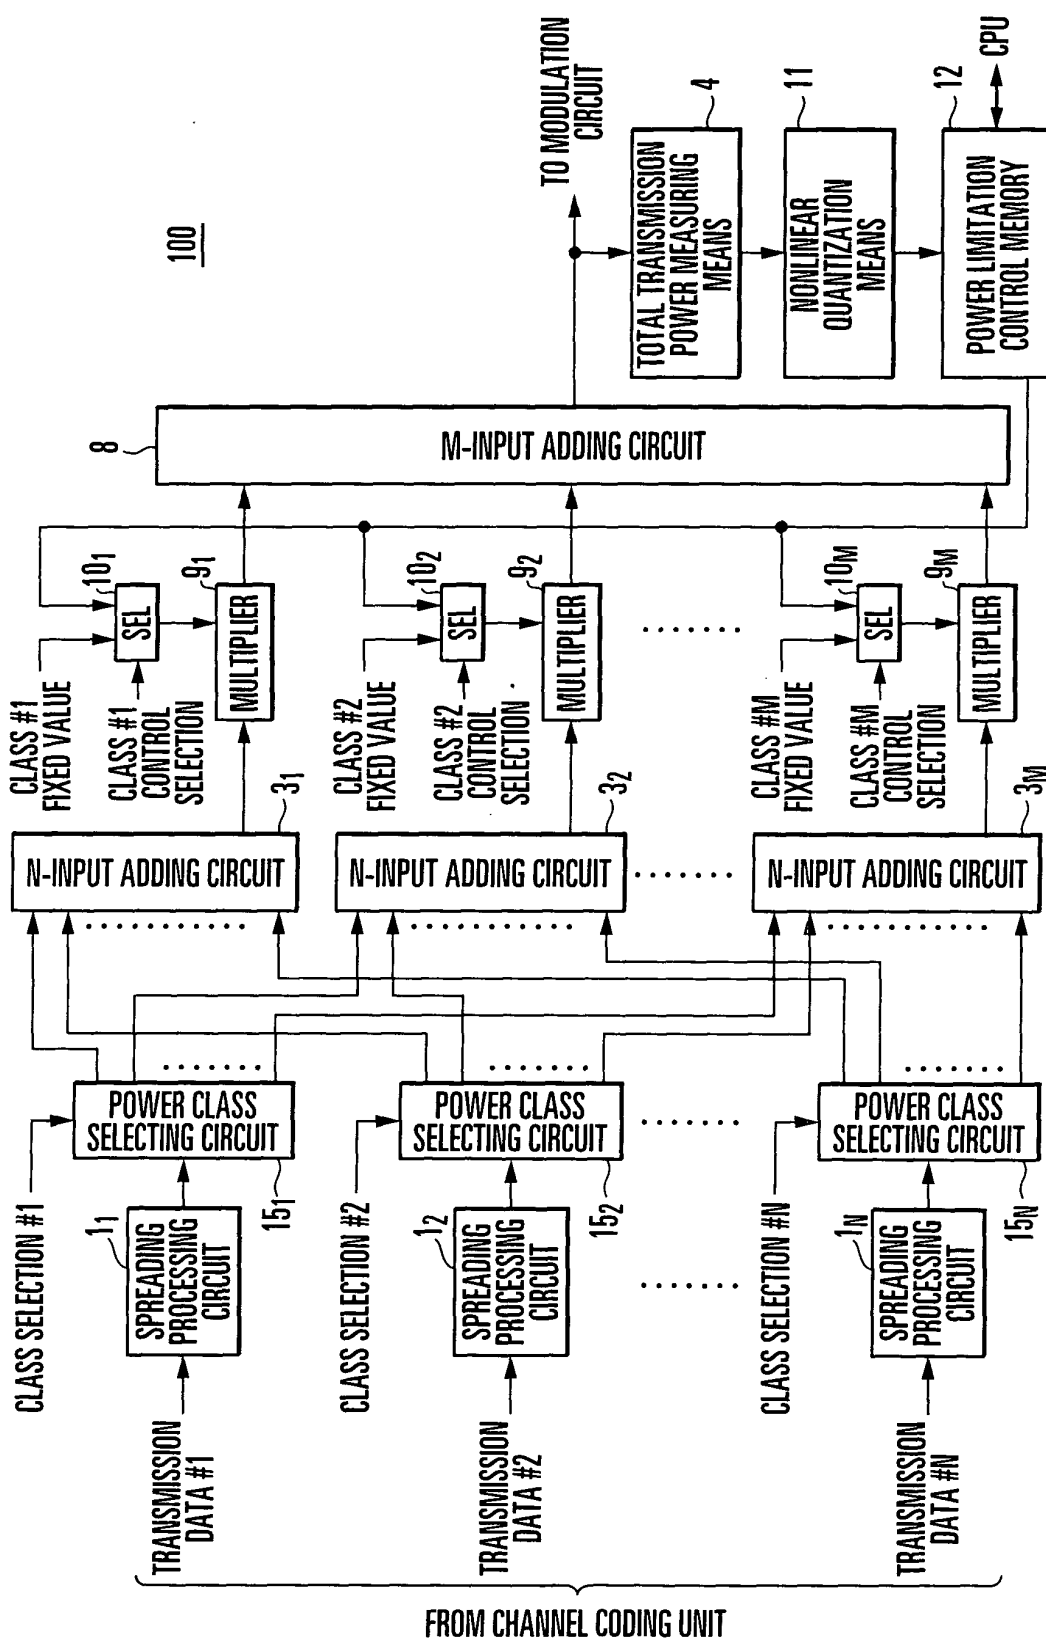 100
FROM CHANNEL CODING UNIT
TRANSMISSION
DATA #1
CLASS SELECTION #1
1₁
SPREADING
PROCESSING
CIRCUIT
15₁
POWER CLASS
SELECTING CIRCUIT
N-INPUT ADDING CIRCUIT
3₁
CLASS #1
FIXED VALUE
CLASS #1
CONTROL
SELECTION
10₁
SEL
9₁
MULTIPLIER
TRANSMISSION
DATA #2
CLASS SELECTION #2
1₂
SPREADING
PROCESSING
CIRCUIT
15₂
POWER CLASS
SELECTING CIRCUIT
N-INPUT ADDING CIRCUIT
3₂
CLASS #2
FIXED VALUE
CLASS #2
CONTROL
SELECTION
10₂
SEL
9₂
MULTIPLIER
TRANSMISSION
DATA #N
CLASS SELECTION #N
1N
SPREADING
PROCESSING
CIRCUIT
15N
POWER CLASS
SELECTING CIRCUIT
N-INPUT ADDING CIRCUIT
3M
CLASS #M
FIXED VALUE
CLASS #M
CONTROL
SELECTION
10M
SEL
9M
MULTIPLIER
8
M-INPUT ADDING CIRCUIT
TO MODULATION
CIRCUIT
4
TOTAL TRANSMISSION
POWER MEASURING
MEANS
11
NONLINEAR
QUANTIZATION
MEANS
12
POWER LIMITATION
CONTROL MEMORY
CPU